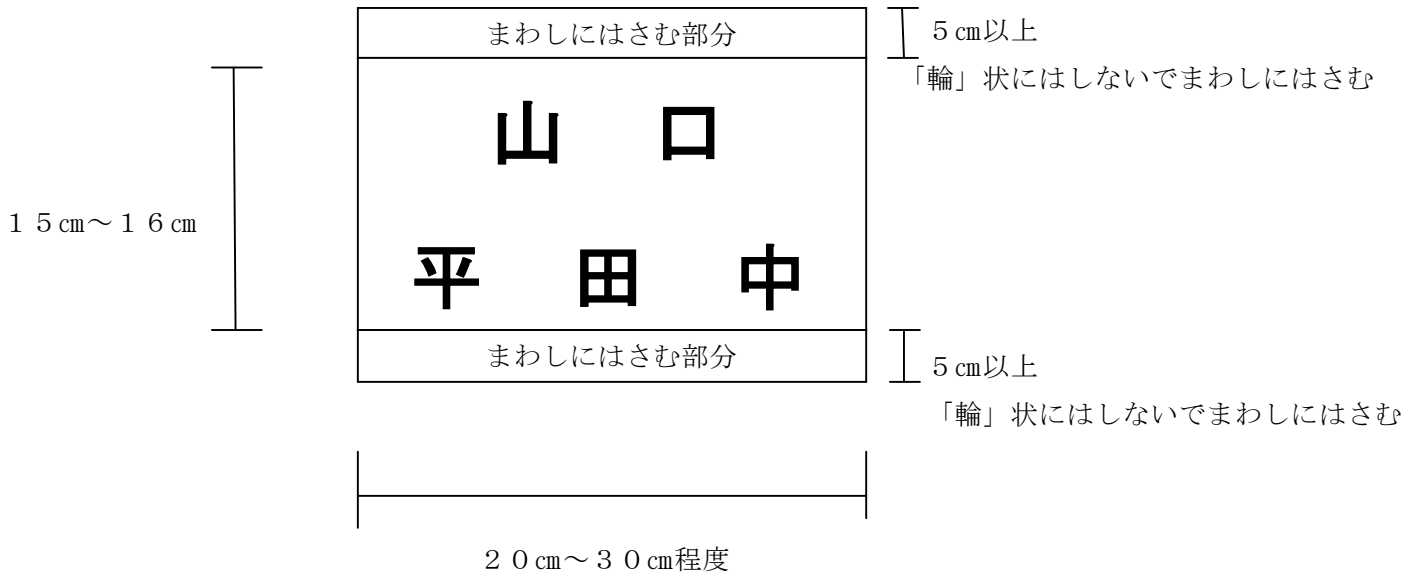 まわしにはさむ部分
５㎝以上
「輪」状にはしないでまわしにはさむ
山　口
１５㎝～１６㎝
平　田　中
まわしにはさむ部分
５㎝以上
「輪」状にはしないでまわしにはさむ
２０㎝～３０㎝程度